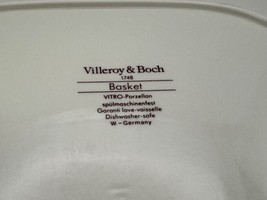 Villeroy & Boch
1748
Basket
VITRO-Porzellan
spülmaschinenfest
Garanti lave-vaisselle
Dishwasher-safe
W.-Germany